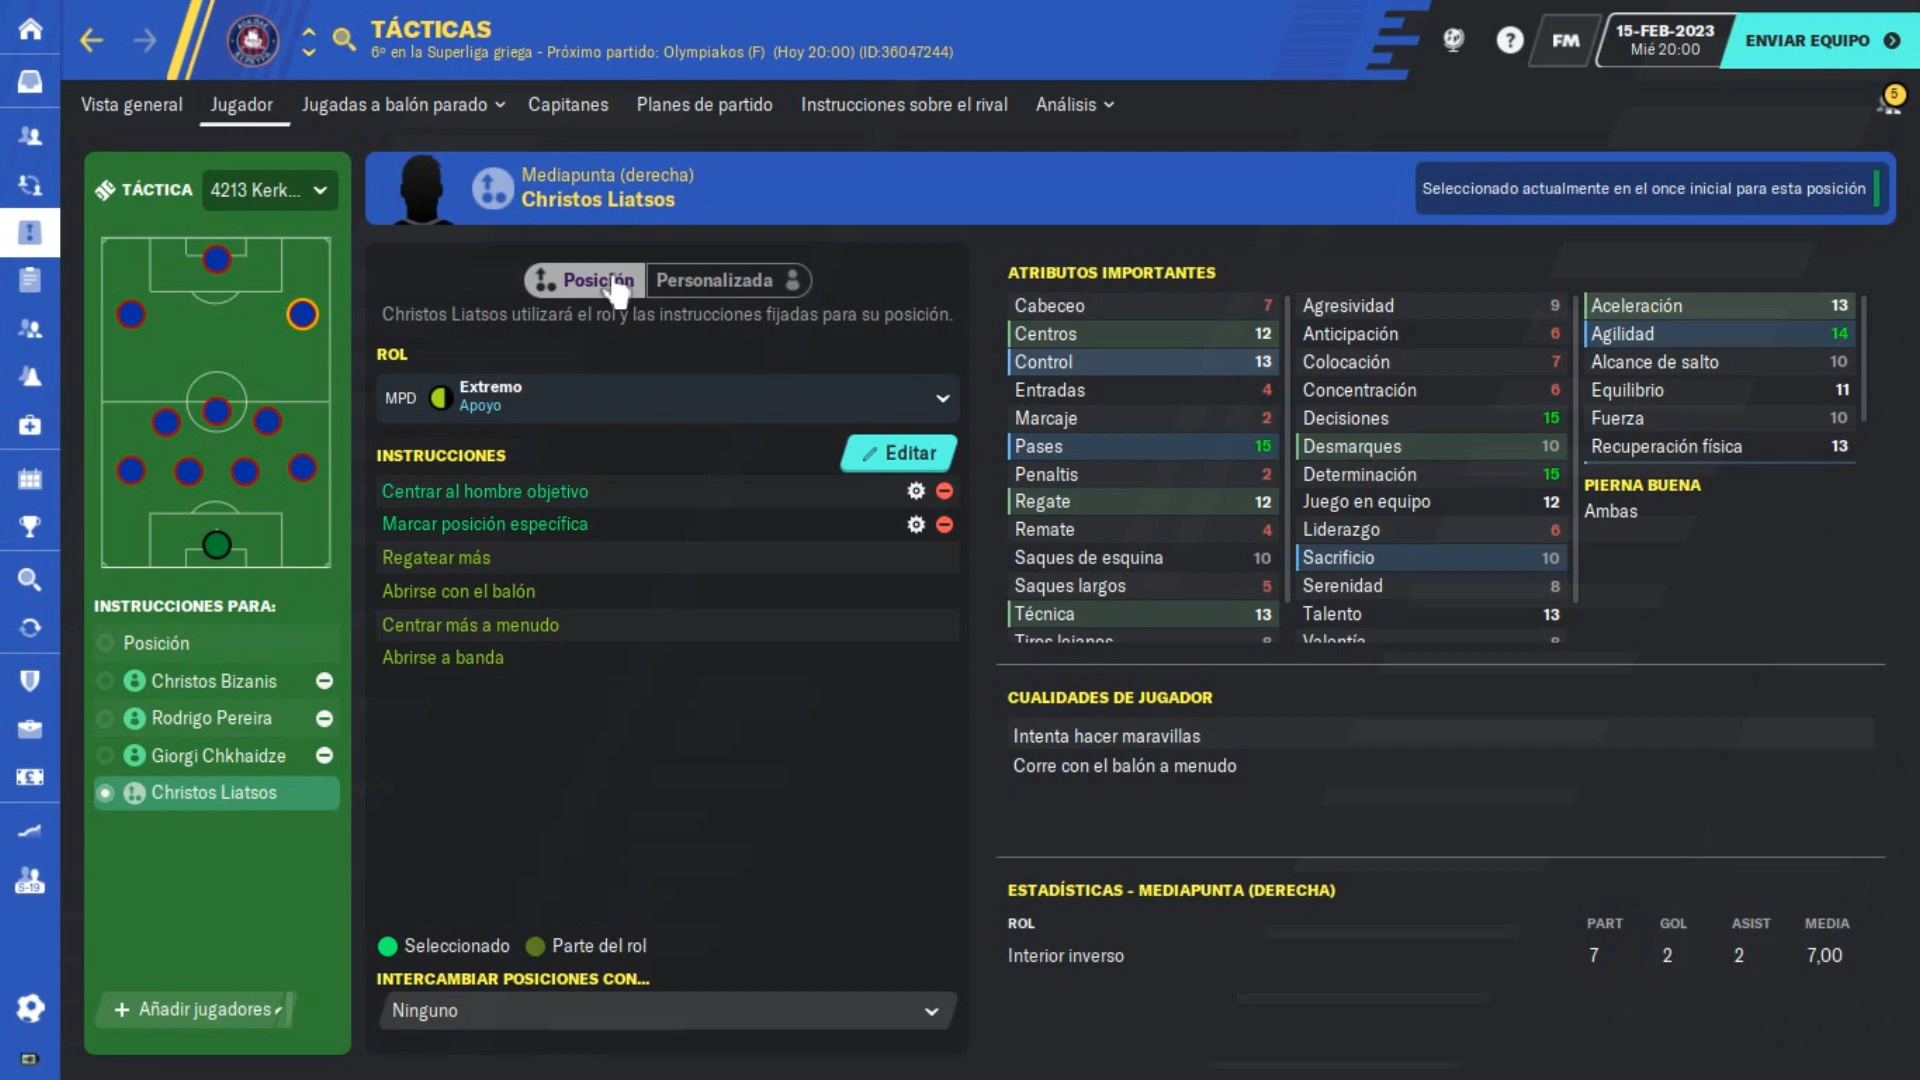 TÁCTICAS
6º en la Superliga griega - Próximo partido: Olympiakos (F) (Hoy 20:00) (ID:36047244)
FM
15-FEB-2023
Mié 20:00
ENVIAR EQUIPO
Vista general
Jugador
Jugadas a balón parado
Capitanes
Planes de partido
Instrucciones sobre el rival
Análisis
5
TÁCTICA
4213 Kerk...
Mediapunta (derecha)
Christos Liatsos
Seleccionado actualmente en el once inicial para esta posición
Posición
Personalizada
Christos Liatsos utilizará el rol y las instrucciones fijadas para su posición.
ROL
MPD
Extremo
Apoyo
INSTRUCCIONES
Editar
Centrar al hombre objetivo
Marcar posición específica
Regatear más
Abrirse con el balón
Centrar más a menudo
Abrirse a banda
Seleccionado
Parte del rol
INTERCAMBIAR POSICIONES CON...
Ninguno
INSTRUCCIONES PARA:
Posición
Christos Bizanis
Rodrigo Pereira
Giorgi Chkhaidze
Christos Liatsos
Añadir jugadores
S-19
ATRIBUTOS IMPORTANTES
Cabeceo 7
Centros 12
Control 13
Entradas 4
Marcaje 2
Pases 15
Penaltis 2
Regate 12
Remate 4
Saques de esquina 10
Saques largos 5
Técnica 13
Tiros lejanos 8
Agresividad 9
Anticipación 6
Colocación 7
Concentración 6
Decisiones 15
Desmarques 10
Determinación 15
Juego en equipo 12
Liderazgo 6
Sacrificio 10
Serenidad 8
Talento 13
Valentía 8
Aceleración 13
Agilidad 14
Alcance de salto 10
Equilibrio 11
Fuerza 10
Recuperación física 13
PIERNA BUENA
Ambas
CUALIDADES DE JUGADOR
Intenta hacer maravillas
Corre con el balón a menudo
ESTADÍSTICAS - MEDIAPUNTA (DERECHA)
ROL PART GOL ASIST MEDIA
Interior inverso 7 2 2 7,00